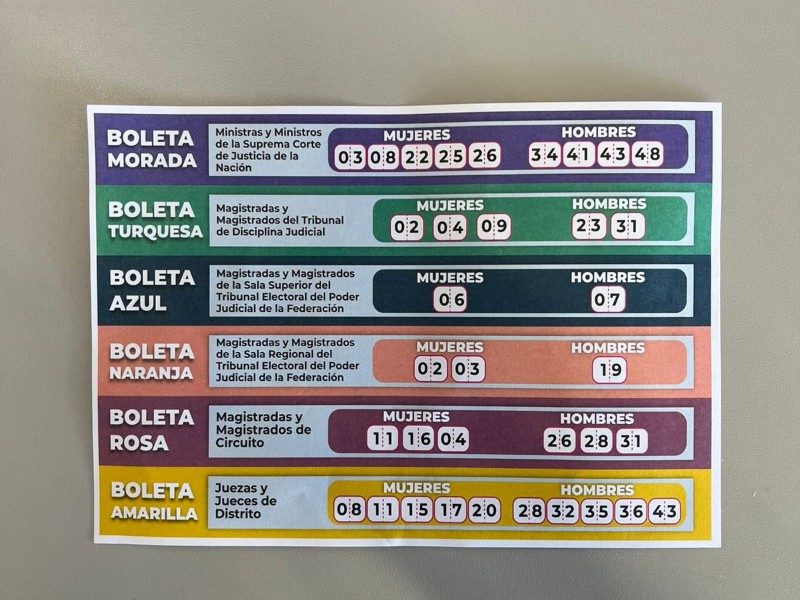 BOLETA
MORADA
Ministras y Ministros
de la Suprema Corte
de Justicia de la
Nación
MUJERES
03 08 22 25 26
HOMBRES
34 41 43 48
BOLETA
TURQUESA
Magistradas y
Magistrados del Tribunal
de Disciplina Judicial
MUJERES
02 04 09
HOMBRES
23 31
BOLETA
AZUL
Magistradas y Magistrados
de la Sala Superior del
Tribunal Electoral del Poder
Judicial de la Federación
MUJERES
06
HOMBRES
07
BOLETA
NARANJA
Magistradas y Magistrados
de la Sala Regional del
Tribunal Electoral del Poder
Judicial de la Federación
MUJERES
02 03
HOMBRES
19
BOLETA
ROSA
Magistradas y
Magistrados de
Circuito
MUJERES
11 16 04
HOMBRES
26 28 31
BOLETA
AMARILLA
Juezas y
Jueces de
Distrito
MUJERES
08 11 15 17 20
HOMBRES
28 32 35 36 43